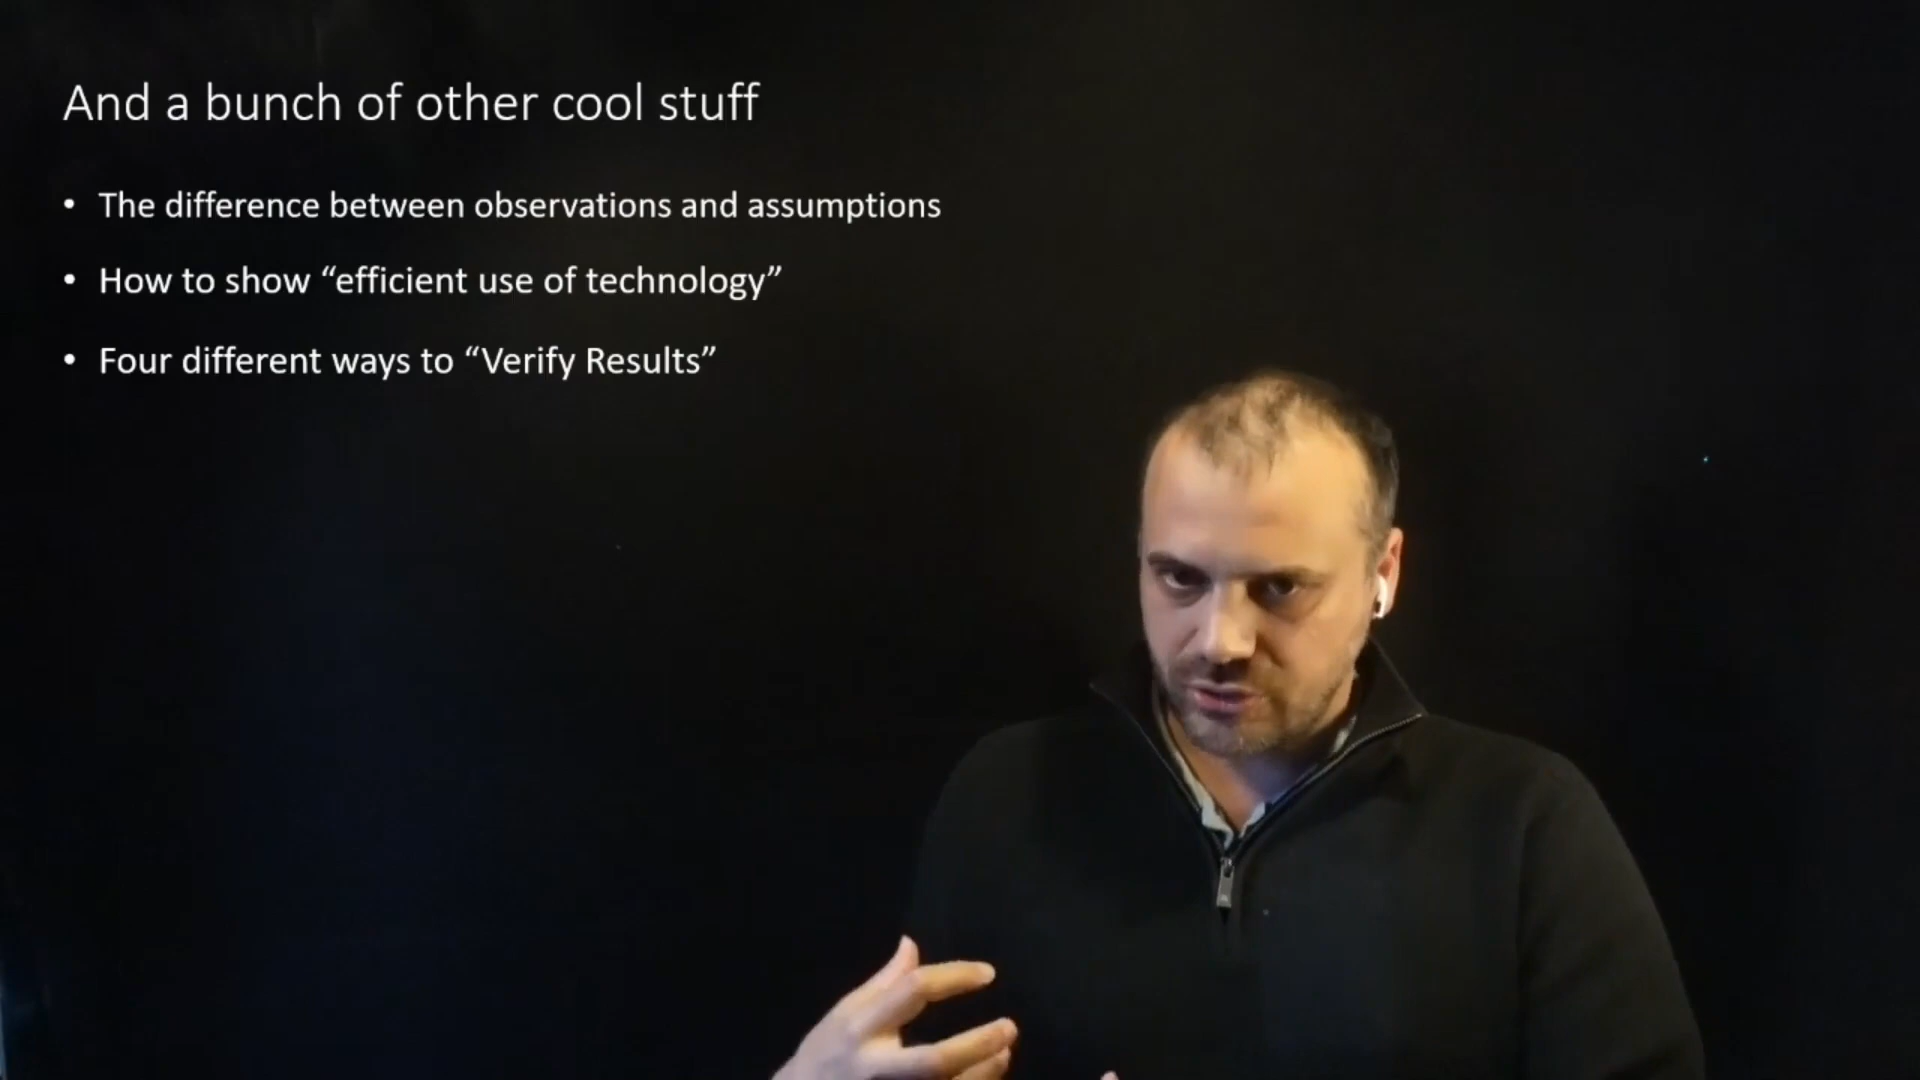 And a bunch of other cool stuff
• The difference between observations and assumptions
• How to show “efficient use of technology”
• Four different ways to “Verify Results”